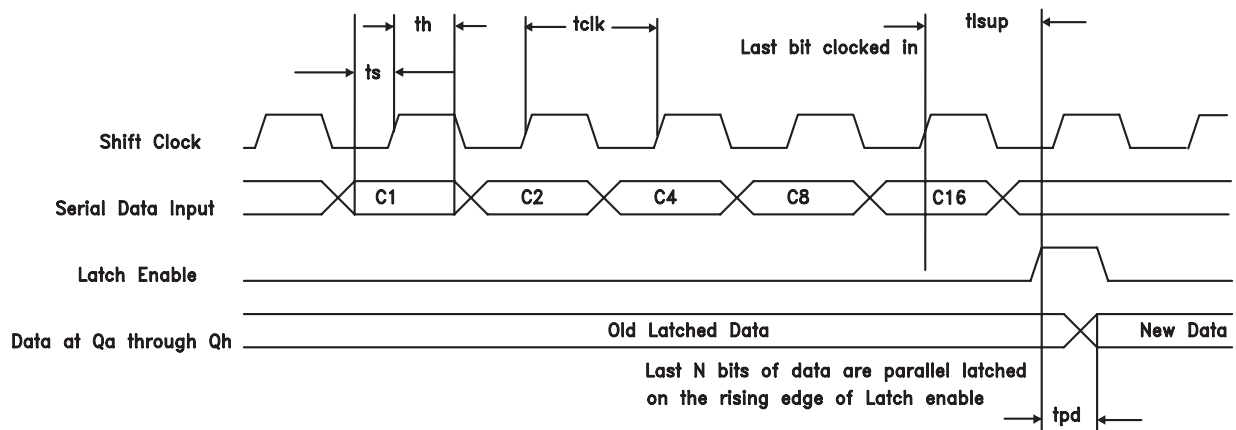 th
tclk
tlsup
Last bit clocked in
ts
Shift Clock
C1
C2
C4
C8
C16
Serial Data Input
Latch Enable
Data at Qa through Qh
Old Latched Data
New Data
Last N bits of data are parallel latched
on the rising edge of Latch enable
tpd